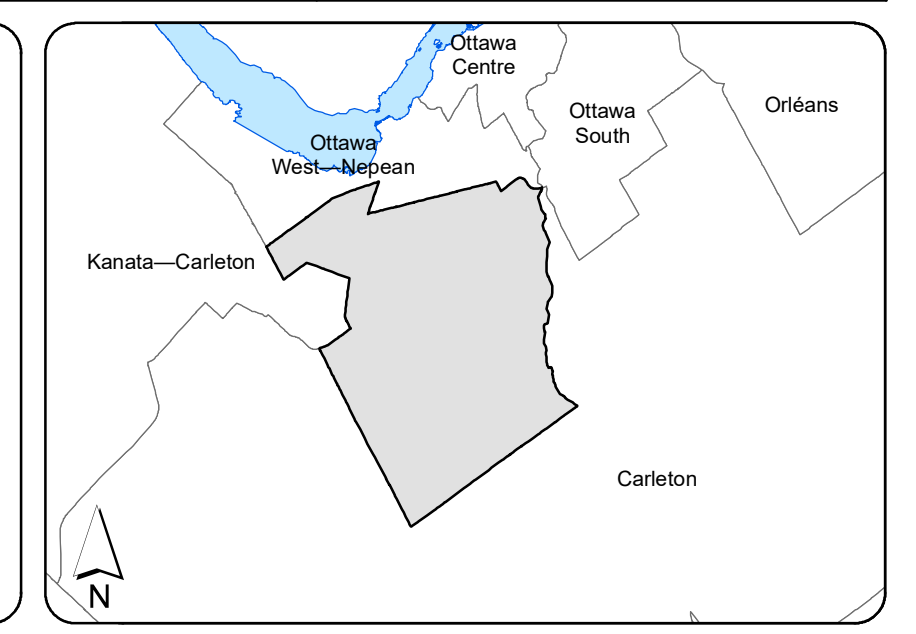 Ottawa
Centre
Orléans
Ottawa
South
Ottawa
West—Nepean
Kanata—Carleton
Carleton
N